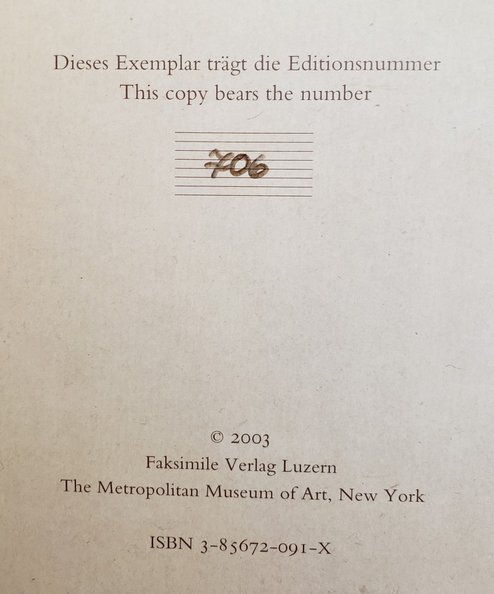 Dieses Exemplar trägt die Editionsnummer
This copy bears the number
706
© 2003
Faksimile Verlag Luzern
The Metropolitan Museum of Art, New York
ISBN 3-85672-091-X